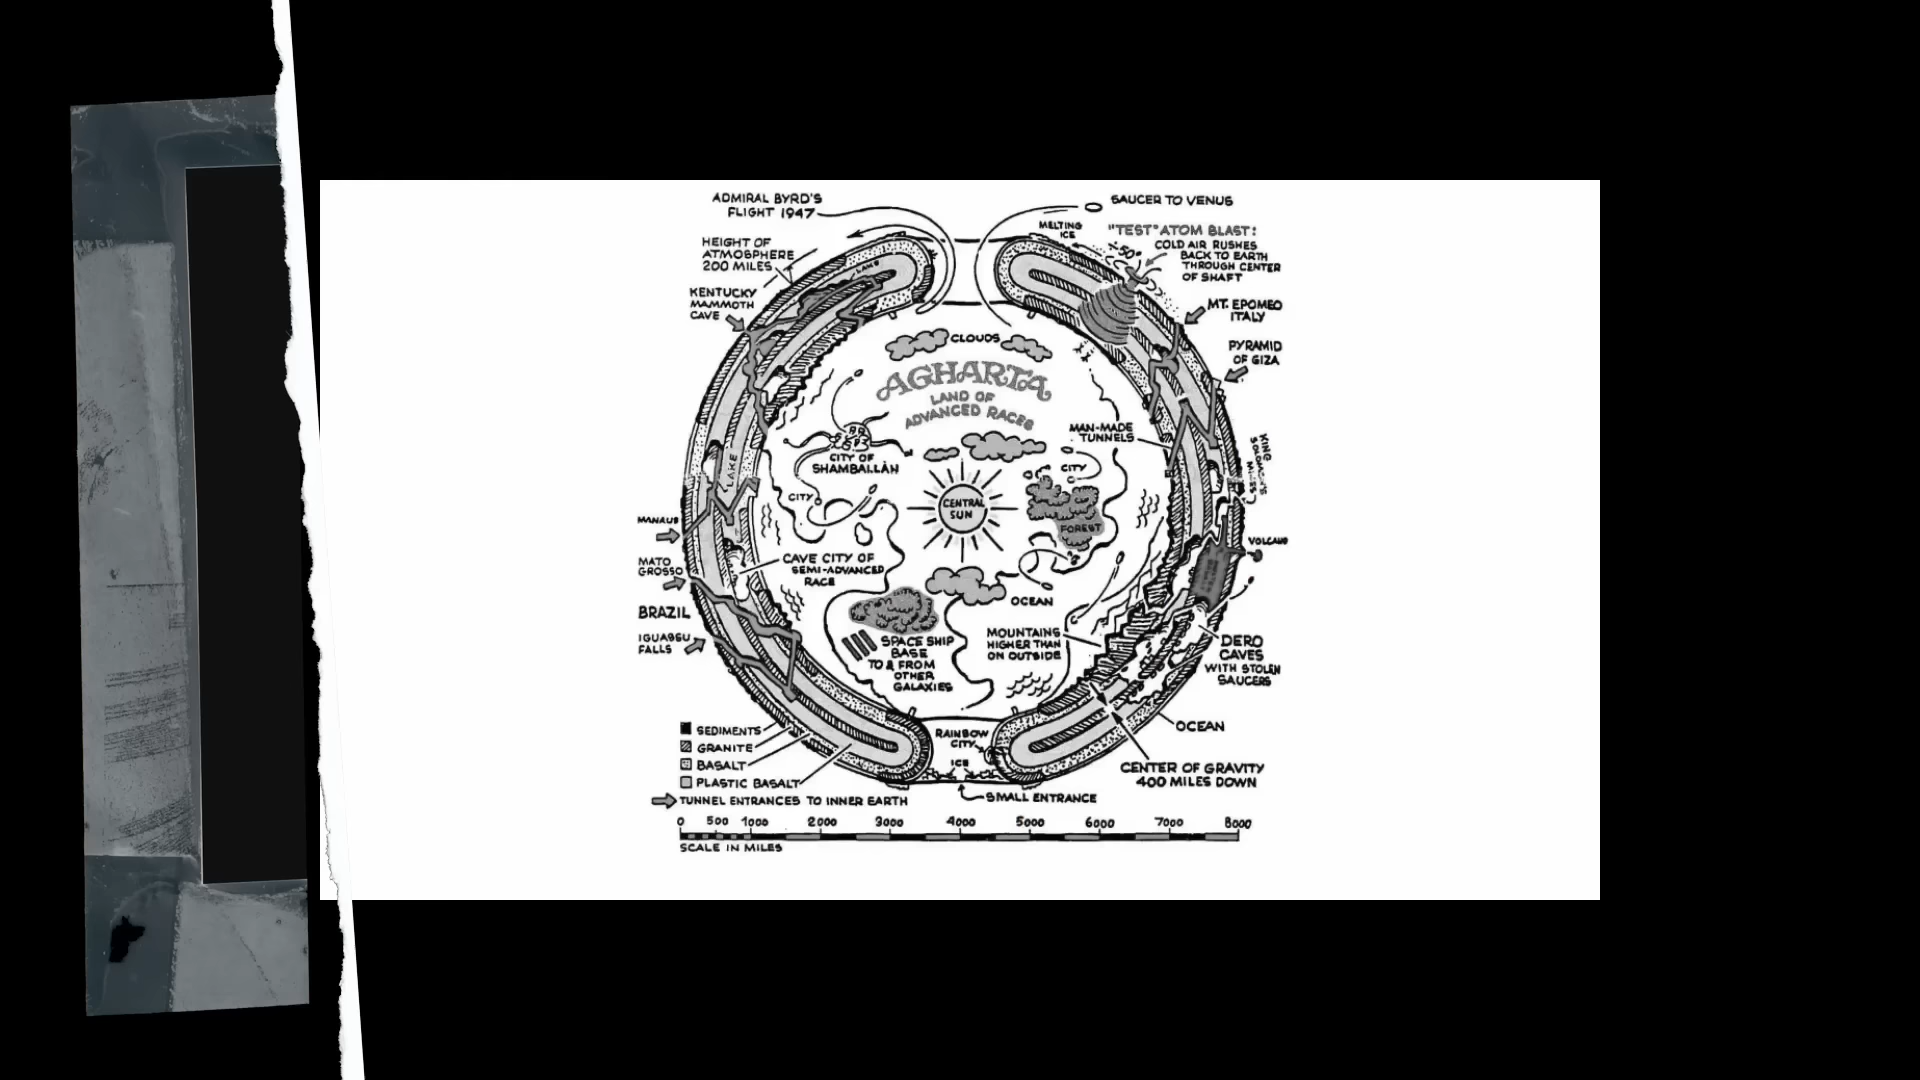 ADMIRAL BYRD'S
FLIGHT 1947
SAUCER TO VENUS
MELTING
ICE
"TEST" ATOM BLAST:
COLD AIR RUSHES
BACK TO EARTH
THROUGH CENTER
OF SHAFT
-50°
HEIGHT OF
ATMOSPHERE
200 MILES
LAKE
KENTUCKY
MAMMOTH
CAVE
MT. EPOMEO
ITALY
PYRAMID
OF GIZA
CLOUDS
AGHARTA
LAND OF
ADVANCED RACES
MAN-MADE
TUNNELS
KING
SOLOMON'S
MINES
CITY OF
SHAMBALLAH
LAKE
CITY
CITY
CENTRAL
SUN
FOREST
MANAUS
MATO
GROSSO
BRAZIL
IGUASSU
FALLS
VOLCANO
CAVE CITY OF
SEMI-ADVANCED
RACE
OCEAN
SPACE SHIP
BASE
TO & FROM
OTHER
GALAXIES
MOUNTAINS
HIGHER THAN
ON OUTSIDE
DERO
CAVES
WITH STOLEN
SAUCERS
OCEAN
SEDIMENTS
GRANITE
BASALT
PLASTIC BASALT
TUNNEL ENTRANCES TO INNER EARTH
RAINBOW
CITY
ICE
SMALL ENTRANCE
CENTER OF GRAVITY
400 MILES DOWN
0 500 1000 2000 3000 4000 5000 6000 7000 8000
SCALE IN MILES